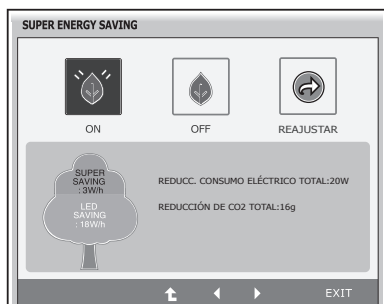 SUPER ENERGY SAVING
ON OFF REAJUSTAR
SUPER
SAVING
: 3W/h
LED
SAVING
: 18W/h
REDUCC. CONSUMO ELÉCTRICO TOTAL:20W
REDUCCIÓN DE CO2 TOTAL:16g
EXIT